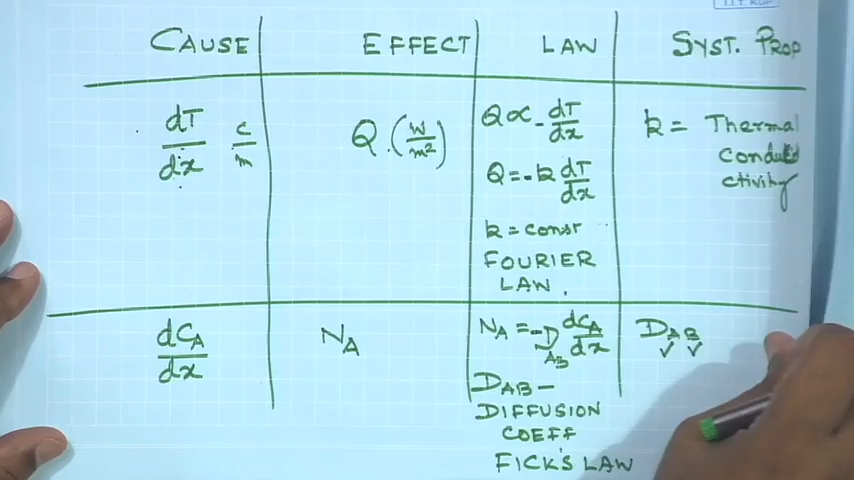 CAUSE EFFECT LAW SYST. PROP
dT/dx c/m Q. (W/m²) Q ∝ - dT/dx k = Thermal
conducti
ctivity
Q = -k dT/dx
k = const
FOURIER
LAW.
dCA/dx NA NA = -DAB dCA/dx DAB
DAB -
DIFFUSION
COEFF
FICK'S LAW